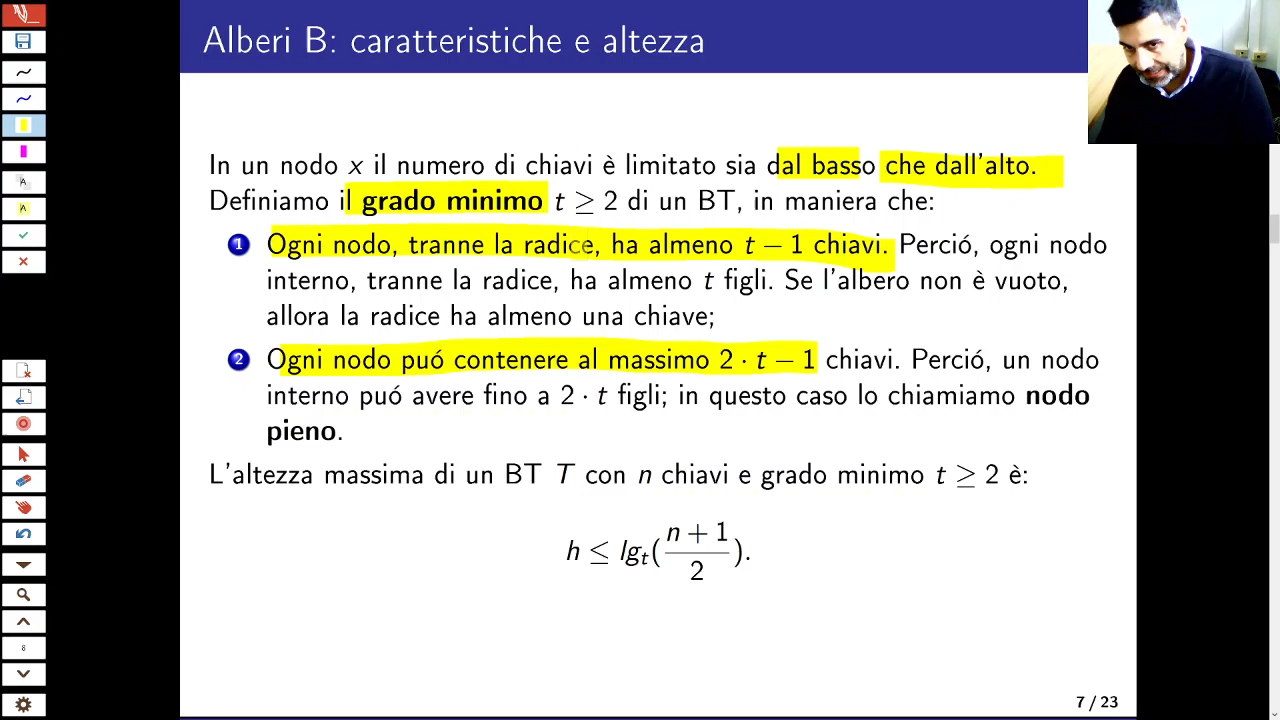 Alberi B: caratteristiche e altezza
In un nodo x il numero di chiavi è limitato sia dal basso che dall'alto.
Definiamo il grado minimo t ≥ 2 di un BT, in maniera che:
1 Ogni nodo, tranne la radice, ha almeno t − 1 chiavi. Perció, ogni nodo
interno, tranne la radice, ha almeno t figli. Se l'albero non è vuoto,
allora la radice ha almeno una chiave;
2 Ogni nodo puó contenere al massimo 2 · t − 1 chiavi. Perció, un nodo
interno puó avere fino a 2 · t figli; in questo caso lo chiamiamo nodo
pieno.
L'altezza massima di un BT T con n chiavi e grado minimo t ≥ 2 è:
h ≤ lg_t((n + 1)/2).
7 / 23
A
A
8